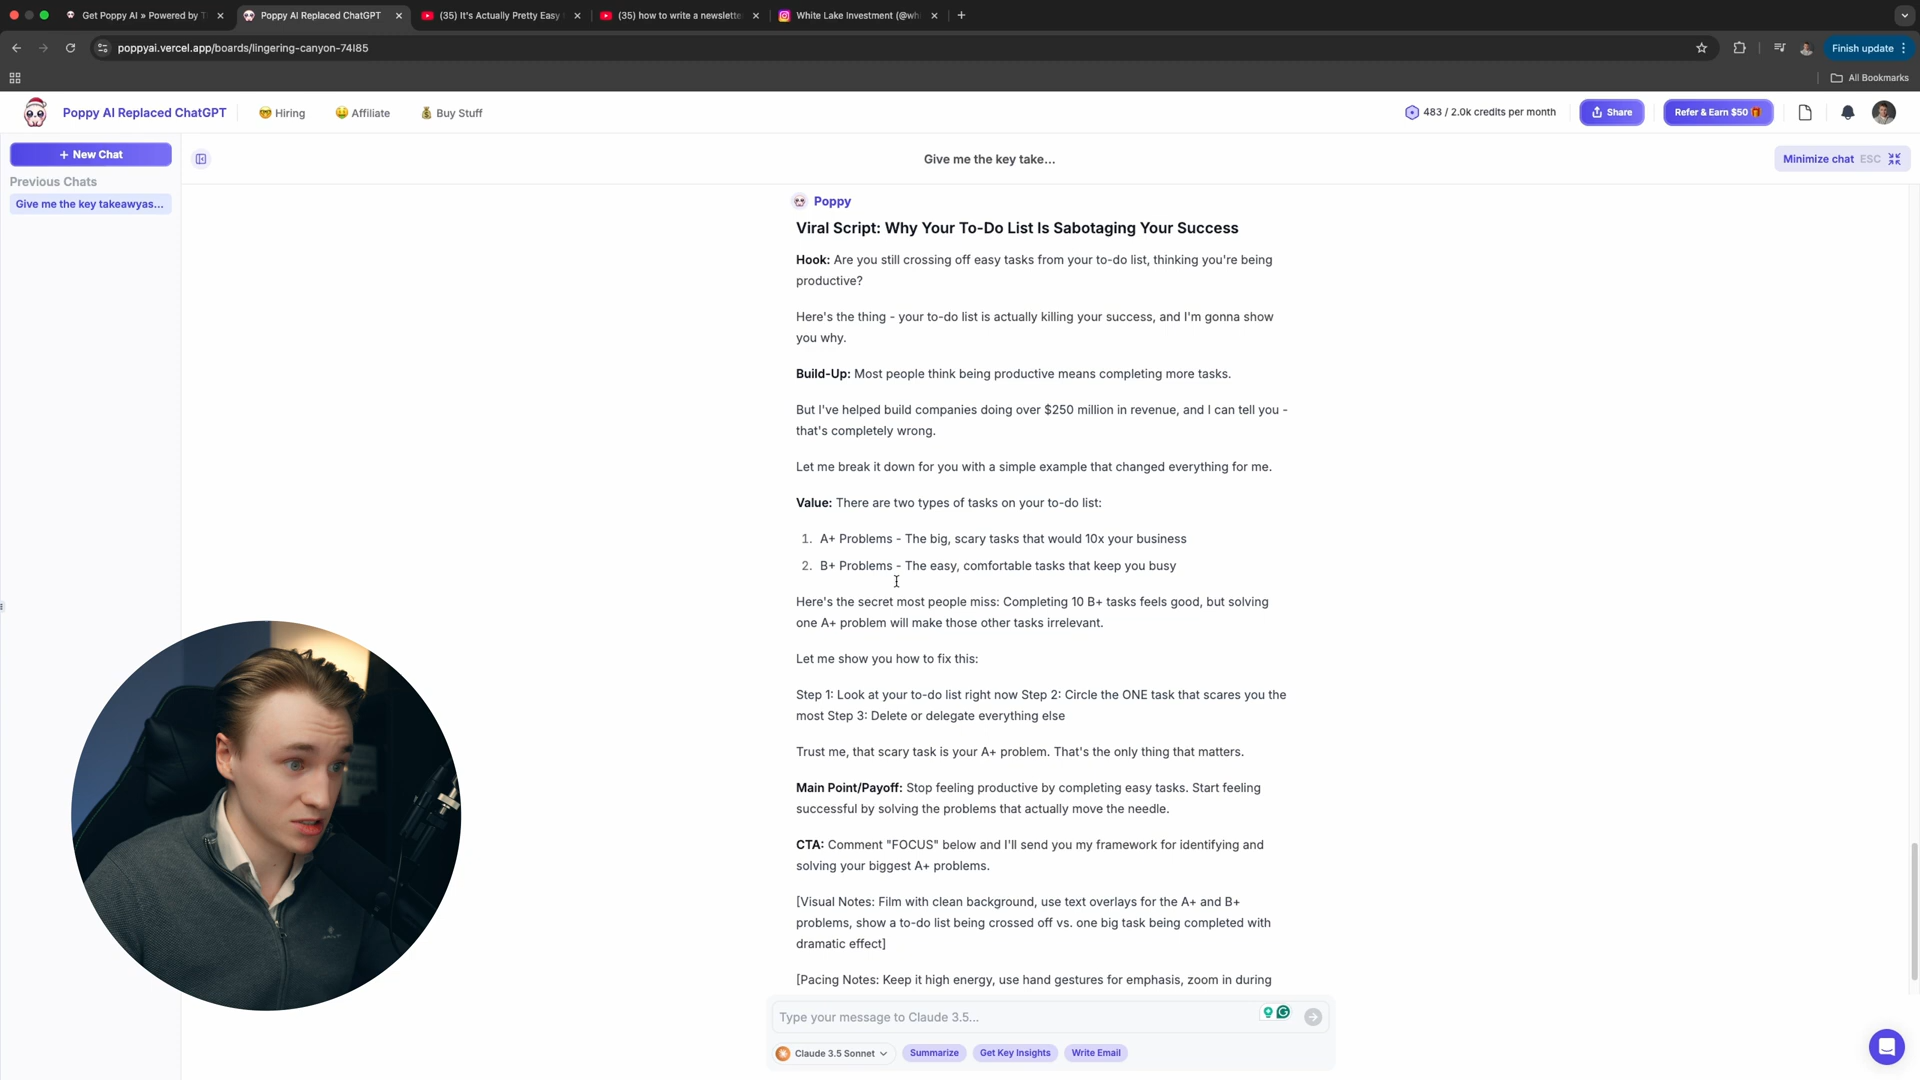 Get Poppy AI » Powered by T
Poppy AI Replaced ChatGPT
(35) It's Actually Pretty Easy
(35) how to write a newslette
White Lake Investment (@wh
poppyai.vercel.app/boards/lingering-canyon-74l85
Finish update
All Bookmarks
Poppy AI Replaced ChatGPT
Hiring
Affiliate
Buy Stuff
483 / 2.0k credits per month
Share
Refer & Earn $50
+ New Chat
Give me the key take...
Minimize chat ESC
Previous Chats
Give me the key takeawyas...
Poppy
Viral Script: Why Your To-Do List Is Sabotaging Your Success
Hook: Are you still crossing off easy tasks from your to-do list, thinking you're being
productive?
Here's the thing - your to-do list is actually killing your success, and I'm gonna show
you why.
Build-Up: Most people think being productive means completing more tasks.
But I've helped build companies doing over $250 million in revenue, and I can tell you -
that's completely wrong.
Let me break it down for you with a simple example that changed everything for me.
Value: There are two types of tasks on your to-do list:
1. A+ Problems - The big, scary tasks that would 10x your business
2. B+ Problems - The easy, comfortable tasks that keep you busy
Here's the secret most people miss: Completing 10 B+ tasks feels good, but solving
one A+ problem will make those other tasks irrelevant.
Let me show you how to fix this:
Step 1: Look at your to-do list right now Step 2: Circle the ONE task that scares you the
most Step 3: Delete or delegate everything else
Trust me, that scary task is your A+ problem. That's the only thing that matters.
Main Point/Payoff: Stop feeling productive by completing easy tasks. Start feeling
successful by solving the problems that actually move the needle.
CTA: Comment "FOCUS" below and I'll send you my framework for identifying and
solving your biggest A+ problems.
[Visual Notes: Film with clean background, use text overlays for the A+ and B+
problems, show a to-do list being crossed off vs. one big task being completed with
dramatic effect]
[Pacing Notes: Keep it high energy, use hand gestures for emphasis, zoom in during
Type your message to Claude 3.5...
Claude 3.5 Sonnet
Summarize
Get Key Insights
Write Email